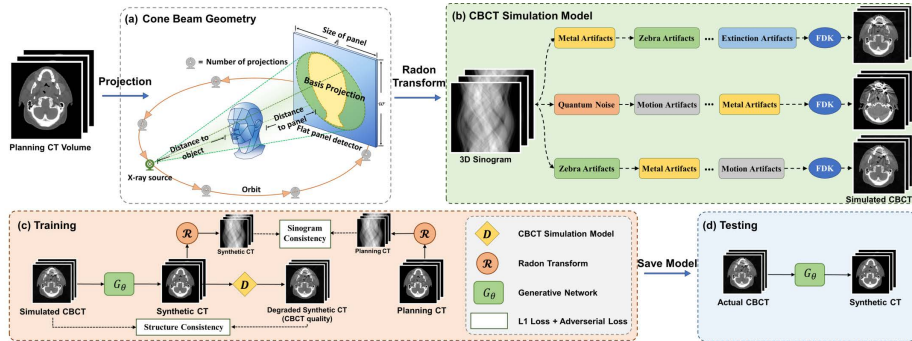 (a) Cone Beam Geometry
Planning CT Volume
Projection
= Number of projections
Size of panel
Basis Projection
Distance to object
Distance to panel
Flat panel detector
X-ray source
Orbit
Radon
Transform
(b) CBCT Simulation Model
3D Sinogram
Metal Artifacts
Zebra Artifacts
...
Extinction Artifacts
FDK
Quantum Noise
Motion Artifacts
...
Metal Artifacts
FDK
Zebra Artifacts
Metal Artifacts
...
Motion Artifacts
FDK
Simulated CBCT
(c) Training
R
Synthetic CT
Sinogram
Consistency
Planning CT
R
Simulated CBCT
Gθ
Synthetic CT
D
Degraded Synthetic CT
(CBCT quality)
Planning CT
Structure Consistency
D
CBCT Simulation Model
R
Radon Transform
Gθ
Generative Network
L1 Loss + Adverserial Loss
Save Model
(d) Testing
Actual CBCT
Gθ
Synthetic CT